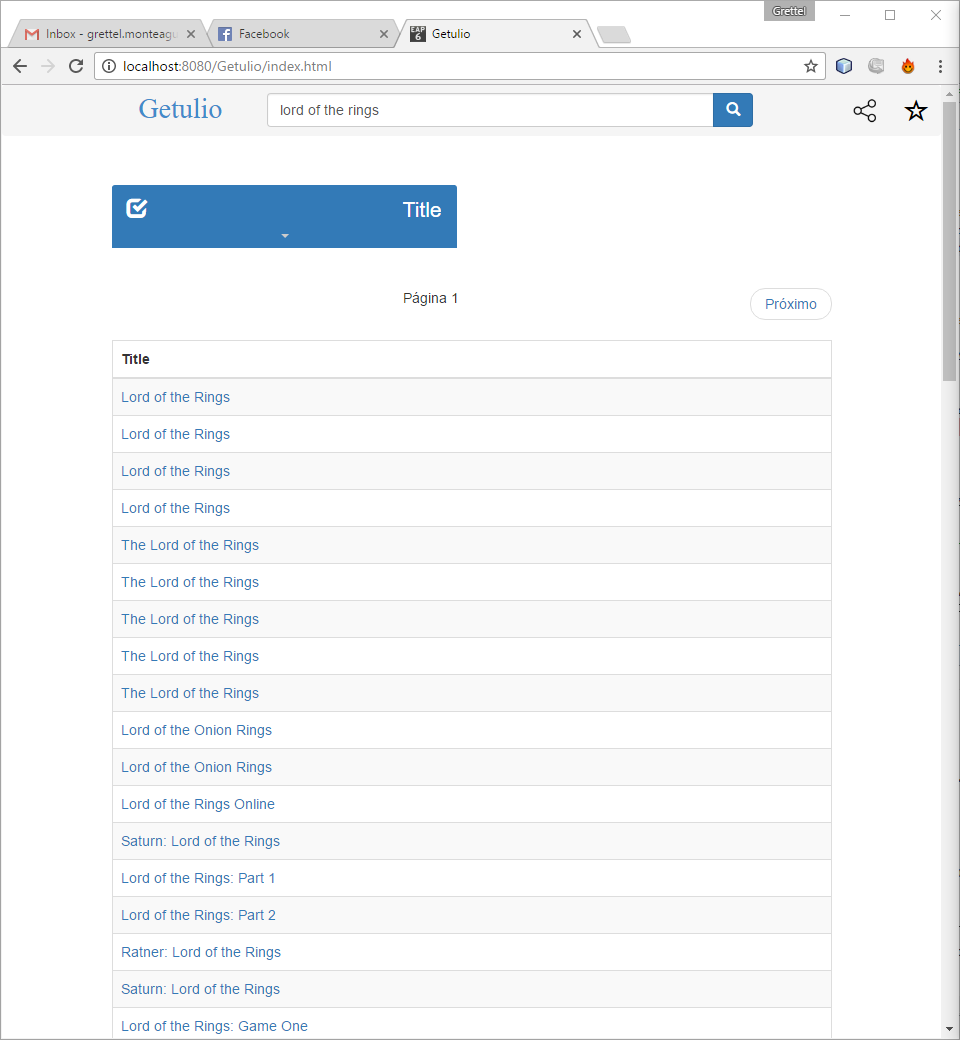 Grettel
Inbox - grettel.monteagu
Facebook
EAP 6 Getulio
localhost:8080/Getulio/index.html
Getulio
lord of the rings
Title
Página 1
Próximo
Title
Lord of the Rings
Lord of the Rings
Lord of the Rings
Lord of the Rings
The Lord of the Rings
The Lord of the Rings
The Lord of the Rings
The Lord of the Rings
The Lord of the Rings
Lord of the Onion Rings
Lord of the Onion Rings
Lord of the Rings Online
Saturn: Lord of the Rings
Lord of the Rings: Part 1
Lord of the Rings: Part 2
Ratner: Lord of the Rings
Saturn: Lord of the Rings
Lord of the Rings: Game One